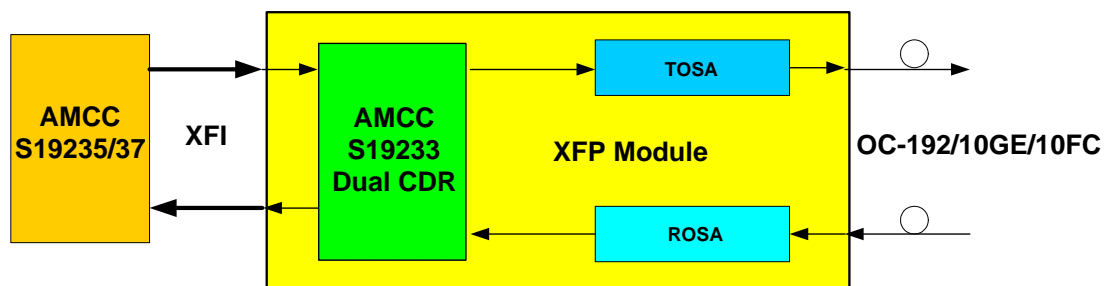 AMCC
S19235/37
XFI
AMCC
S19233
Dual CDR
TOSA
XFP Module
ROSA
OC-192/10GE/10FC